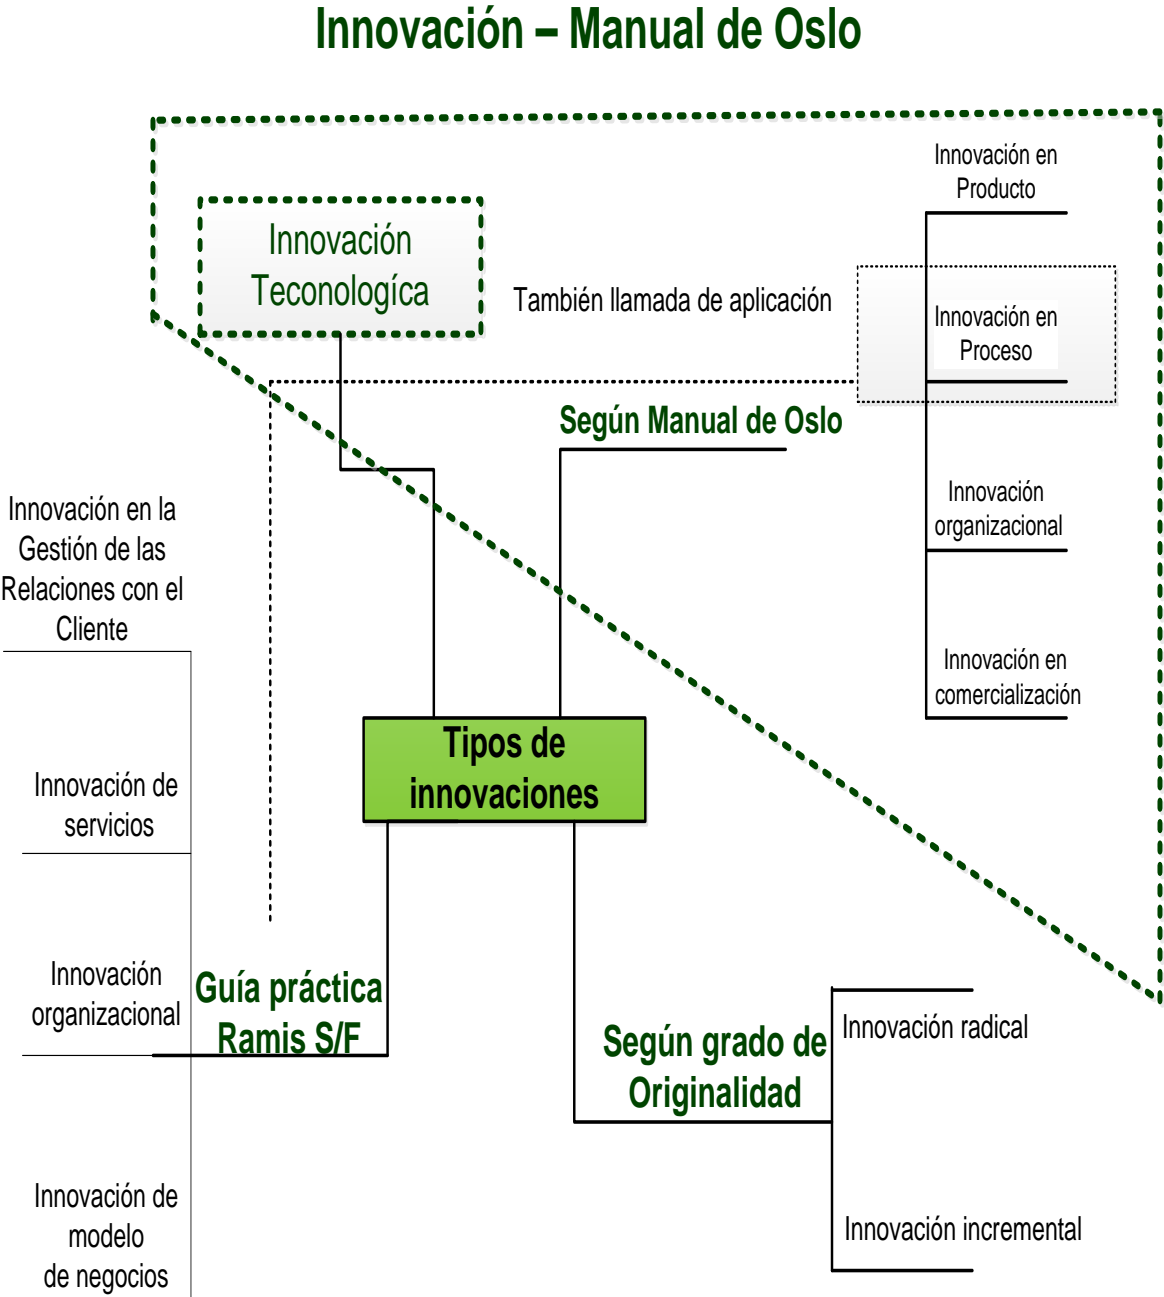 Innovación – Manual de Oslo
Innovación
Teconologíca
También llamada de aplicación
Innovación en
Producto
Innovación en
Proceso
Según Manual de Oslo
Innovación
organizacional
Innovación en
comercialización
Innovación en la
Gestión de las
Relaciones con el
Cliente
Tipos de
innovaciones
Innovación de
servicios
Innovación
organizacional
Guía práctica
Ramis S/F
Según grado de
Originalidad
Innovación radical
Innovación de
modelo
de negocios
Innovación incremental